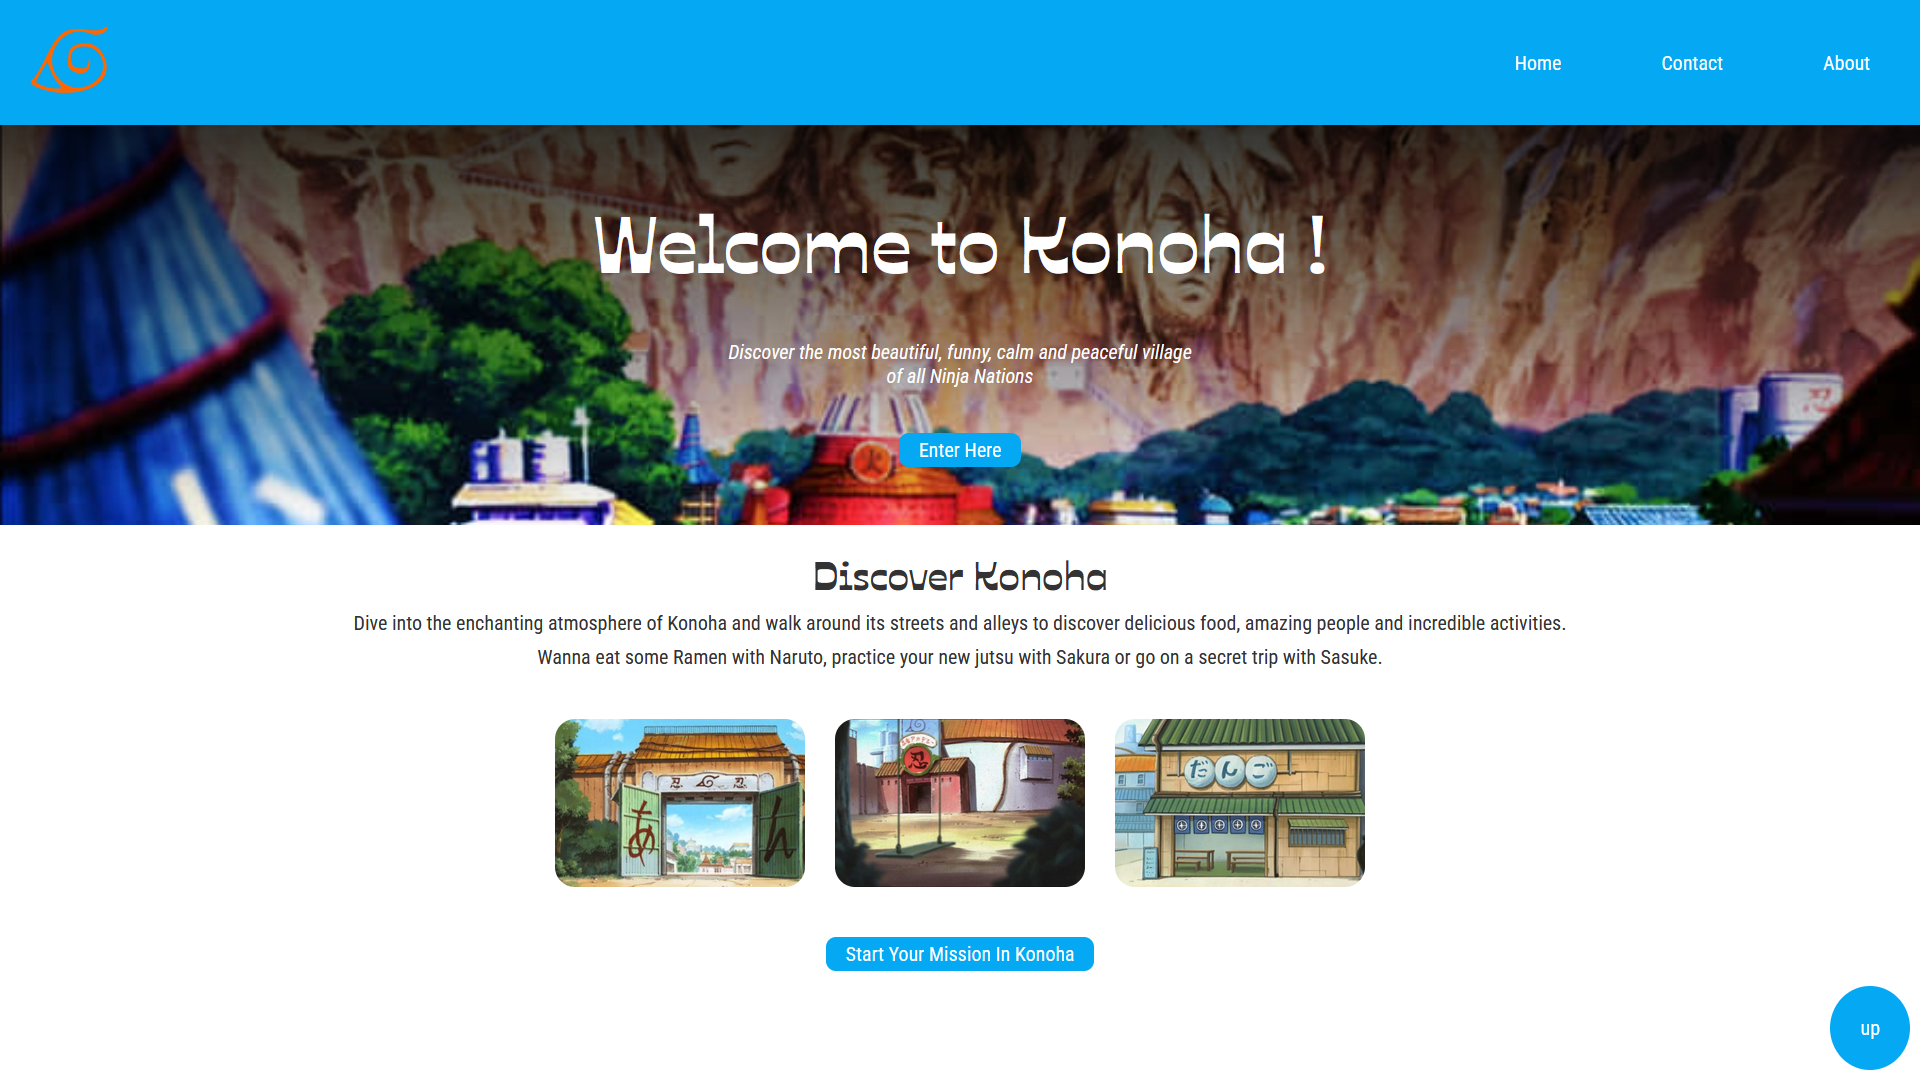 Home Contact About
Welcome to Konoha !
Discover the most beautiful, funny, calm and peaceful village
of all Ninja Nations
Enter Here
Discover Konoha
Dive into the enchanting atmosphere of Konoha and walk around its streets and alleys to discover delicious food, amazing people and incredible activities.
Wanna eat some Ramen with Naruto, practice your new jutsu with Sakura or go on a secret trip with Sasuke.
忍 忍
あ ん
忍
だんご
Start Your Mission In Konoha
up